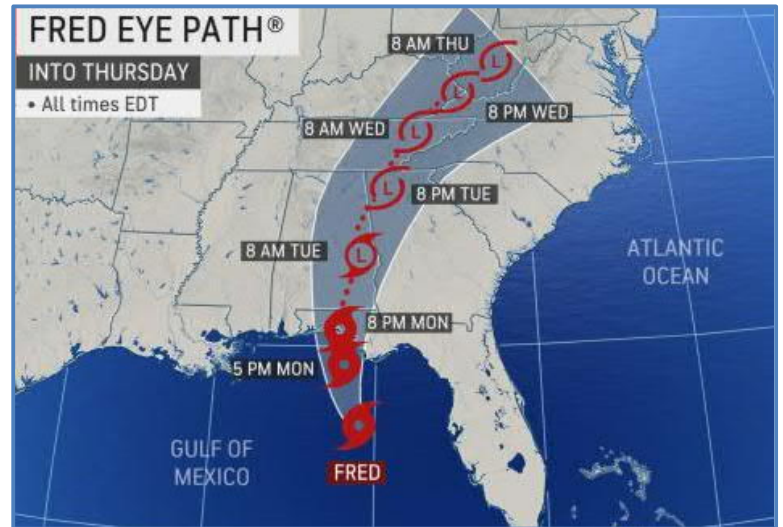 FRED EYE PATH®
INTO THURSDAY
• All times EDT
8 AM THU
L
L
8 PM WED
8 AM WED
L
L
8 PM TUE
8 AM TUE
L
ATLANTIC
OCEAN
8 PM MON
5 PM MON
GULF OF
MEXICO
FRED